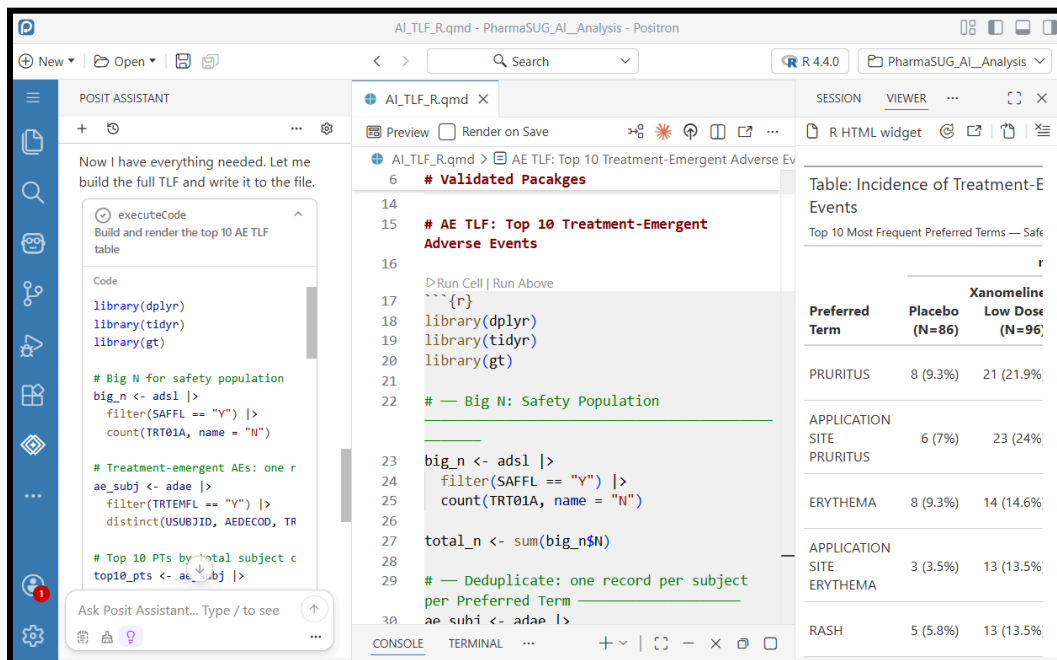 AI_TLF_R.qmd - PharmaSUG_AI__Analysis - Positron
New
Open
Search
R 4.4.0
PharmaSUG_AI__Analysis
POSIT ASSISTANT
Now I have everything needed. Let me
build the full TLF and write it to the file.
executeCode
Build and render the top 10 AE TLF
table
Code
library(dplyr)
library(tidyr)
library(gt)
# Big N for safety population
big_n <- adsl |>
filter(SAFFL == "Y") |>
count(TRT01A, name = "N")
# Treatment-emergent AEs: one r
ae_subj <- adae |>
filter(TRTEMFL == "Y") |>
distinct(USUBJID, AEDECOD, TR
# Top 10 PTs by total subject c
top10_pts <- ae_subj |>
Ask Posit Assistant... Type / to see
1
AI_TLF_R.qmd
Preview
Render on Save
AI_TLF_R.qmd > AE TLF: Top 10 Treatment-Emergent Adverse Ev
6 # Validated Pacakges
14
15 # AE TLF: Top 10 Treatment-Emergent
Adverse Events
16
Run Cell | Run Above
17 ```{r}
18 library(dplyr)
19 library(tidyr)
20 library(gt)
21
22 # — Big N: Safety Population
23 big_n <- adsl |>
24 filter(SAFFL == "Y") |>
25 count(TRT01A, name = "N")
26
27 total_n <- sum(big_n$N)
28
29 # — Deduplicate: one record per subject
per Preferred Term
30 ae_subj <- adae |>
CONSOLE
TERMINAL
SESSION
VIEWER
R HTML widget
Table: Incidence of Treatment-E
Events
Top 10 Most Frequent Preferred Terms — Safe
Preferred Term Placebo (N=86) Xanomeline Low Dose (N=96)
PRURITUS 8 (9.3%) 21 (21.9%)
APPLICATION SITE PRURITUS 6 (7%) 23 (24%)
ERYTHEMA 8 (9.3%) 14 (14.6%)
APPLICATION SITE ERYTHEMA 3 (3.5%) 13 (13.5%)
RASH 5 (5.8%) 13 (13.5%)